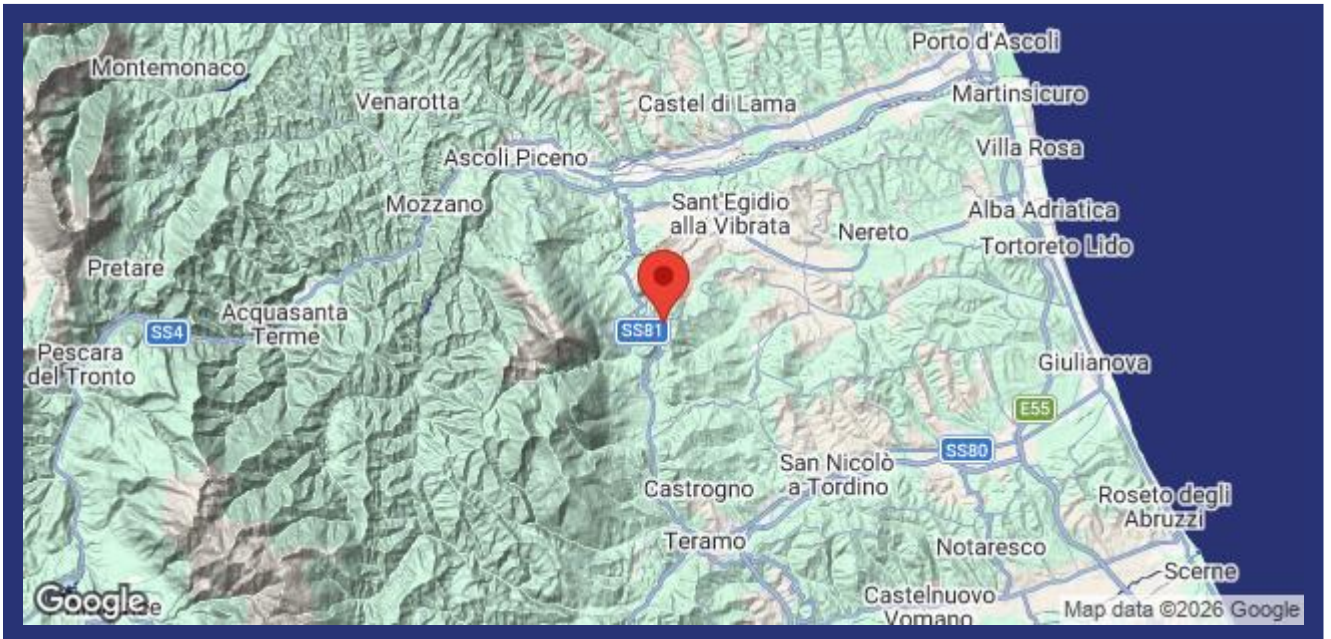 Porto d'Ascoli
Montemonaco
Venarotta
Castel di Lama
Martinsicuro
Villa Rosa
Ascoli Piceno
Mozzano
Sant'Egidio
alla Vibrata
Alba Adriatica
Nereto
Tortoreto Lido
Pretare
Acquasanta
Terme
SS4
SS81
Pescara
del Tronto
Giulianova
E55
SS80
San Nicolò
a Tordino
Castrogno
Roseto degli
Abruzzi
Teramo
Notaresco
Scerne
Castelnuovo
Vomano
Google
Map data ©2026 Google